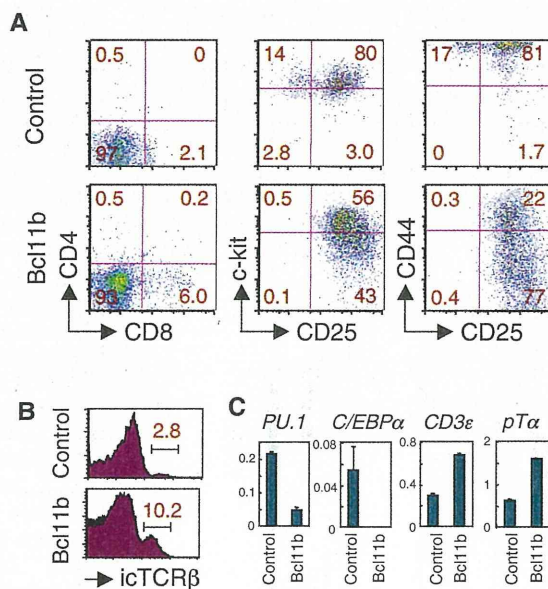 A
Control
0.5 0
97 2.1
14 80
2.8 3.0
17 81
0 1.7
Bcl11b
0.5 0.2
93 6.0
0.5 56
0.1 43
0.3 22
0.4 77
CD4
CD8
c-kit
CD25
CD44
CD25
B
Control
2.8
Bcl11b
10.2
icTCRβ
C
PU.1
0.2
0.1
0
Control
Bcl11b
C/EBPα
0.08
0.04
0
Control
Bcl11b
CD3ε
0.8
0.4
0
Control
Bcl11b
pTα
2
1
0
Control
Bcl11b